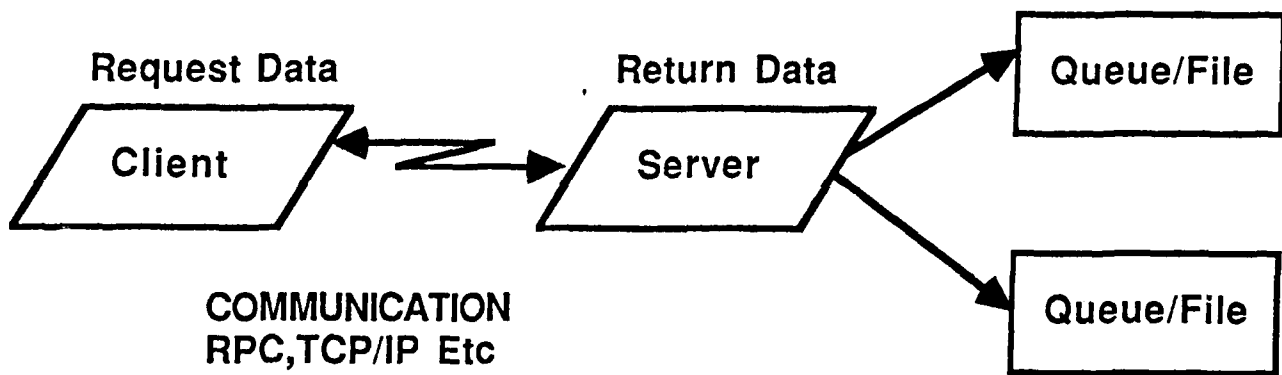 Request Data
Return Data
Queue/File
Client
Server
Queue/File
COMMUNICATION
RPC,TCP/IP Etc